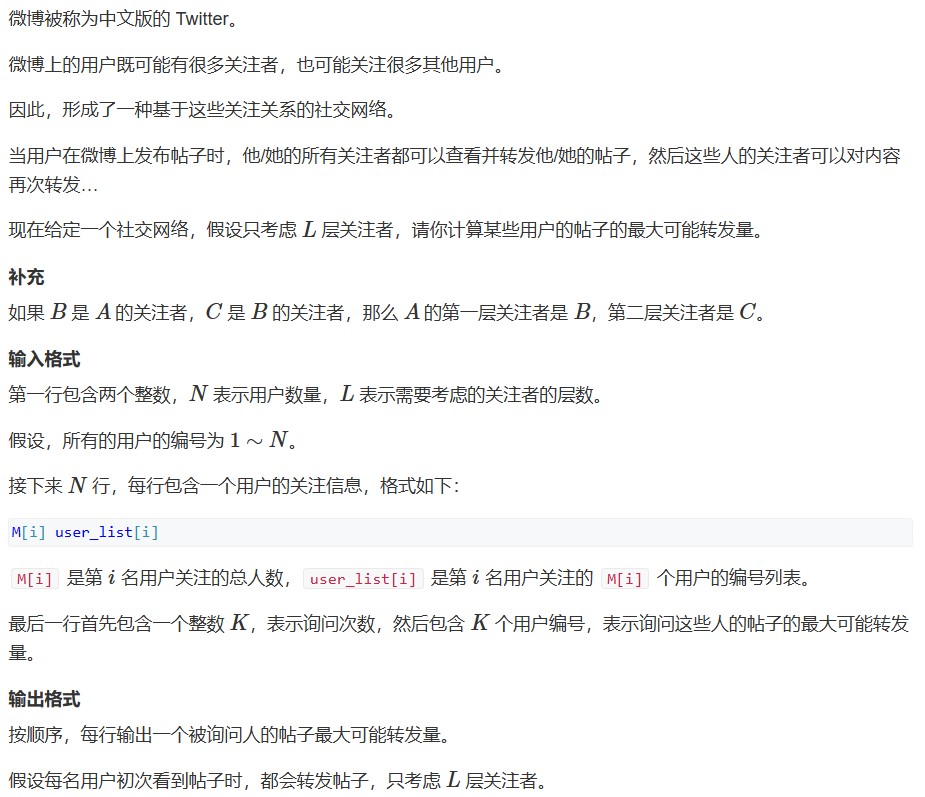 微博被称为中文版的 Twitter。
微博上的用户既可能有很多关注者，也可能关注很多其他用户。
因此，形成了一种基于这些关注关系的社交网络。
当用户在微博上发布帖子时，他/她的所有关注者都可以查看并转发他/她的帖子，然后这些人的关注者可以对内容
再次转发…
现在给定一个社交网络，假设只考虑 L 层关注者，请你计算某些用户的帖子的最大可能转发量。
补充
如果 B 是 A 的关注者，C 是 B 的关注者，那么 A 的第一层关注者是 B，第二层关注者是 C。
输入格式
第一行包含两个整数，N 表示用户数量，L 表示需要考虑的关注者的层数。
假设，所有的用户的编号为 1 ∼ N。
接下来 N 行，每行包含一个用户的关注信息，格式如下：
M[i] user_list[i]
M[i] 是第 i 名用户关注的总人数，user_list[i] 是第 i 名用户关注的 M[i] 个用户的编号列表。
最后一行首先包含一个整数 K，表示询问次数，然后包含 K 个用户编号，表示询问这些人的帖子的最大可能转发
量。
输出格式
按顺序，每行输出一个被询问人的帖子最大可能转发量。
假设每名用户初次看到帖子时，都会转发帖子，只考虑 L 层关注者。